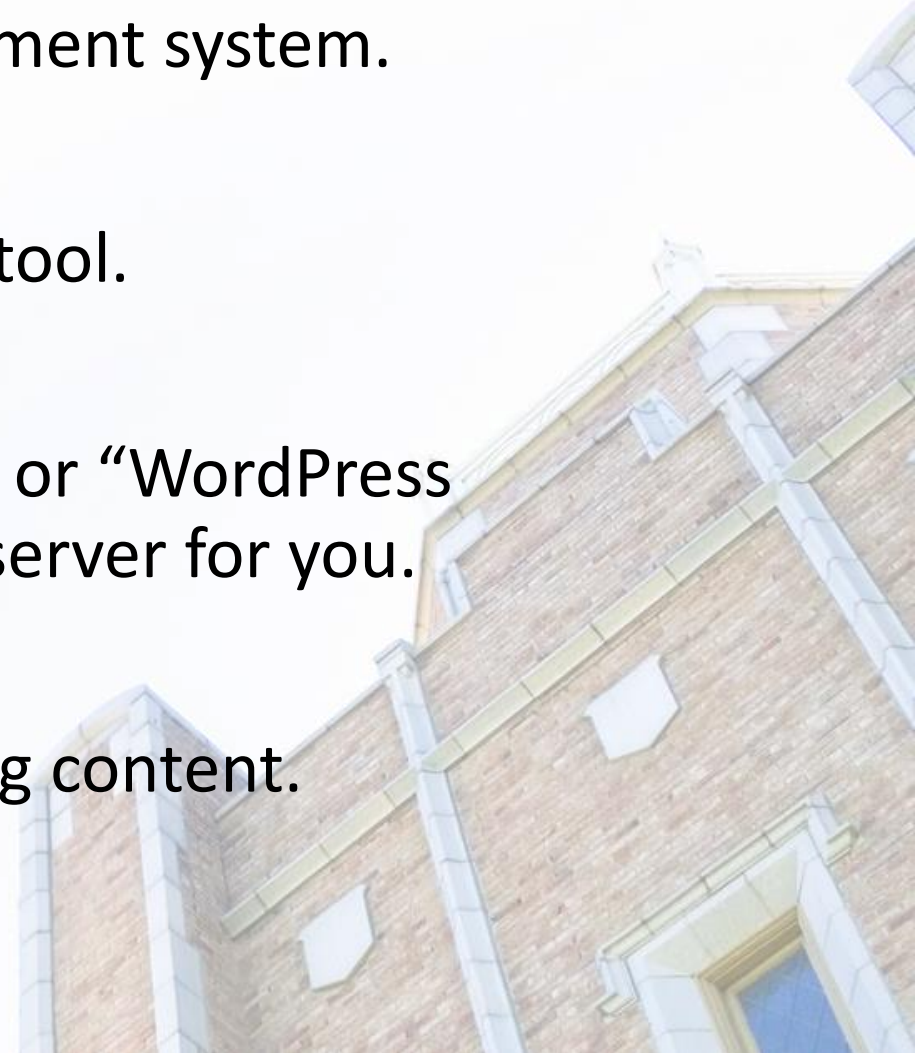 ment system.
tool.
or “WordPress
server for you.
g content.